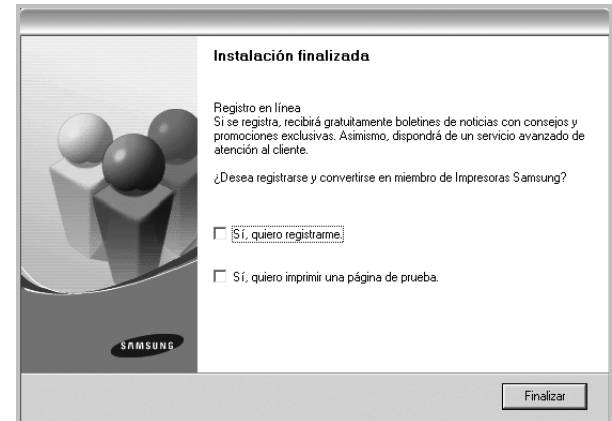 Instalación finalizada
Registro en línea
Si se registra, recibirá gratuitamente boletines de noticias con consejos y
promociones exclusivas. Asimismo, dispondrá de un servicio avanzado de
atención al cliente.
¿Desea registrarse y convertirse en miembro de Impresoras Samsung?
Sí, quiero registrarme.
Sí, quiero imprimir una página de prueba.
SAMSUNG
Finalizar